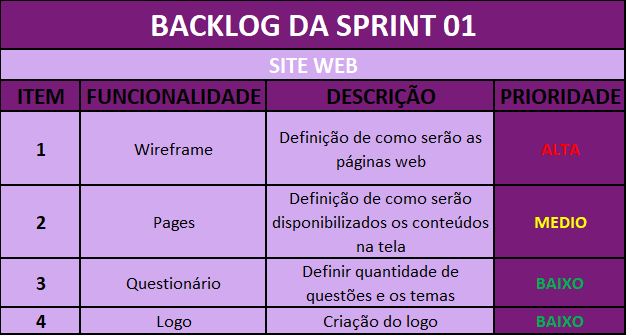 BACKLOG DA SPRINT 01
SITE WEB
ITEM FUNCIONALIDADE DESCRIÇÃO PRIORIDADE
1 Wireframe Definição de como serão as
páginas web ALTA
2 Pages Definição de como serão
disponibilizados os conteúdos
na tela MEDIO
3 Questionário Definir quantidade de
questões e os temas BAIXO
4 Logo Criação do logo BAIXO